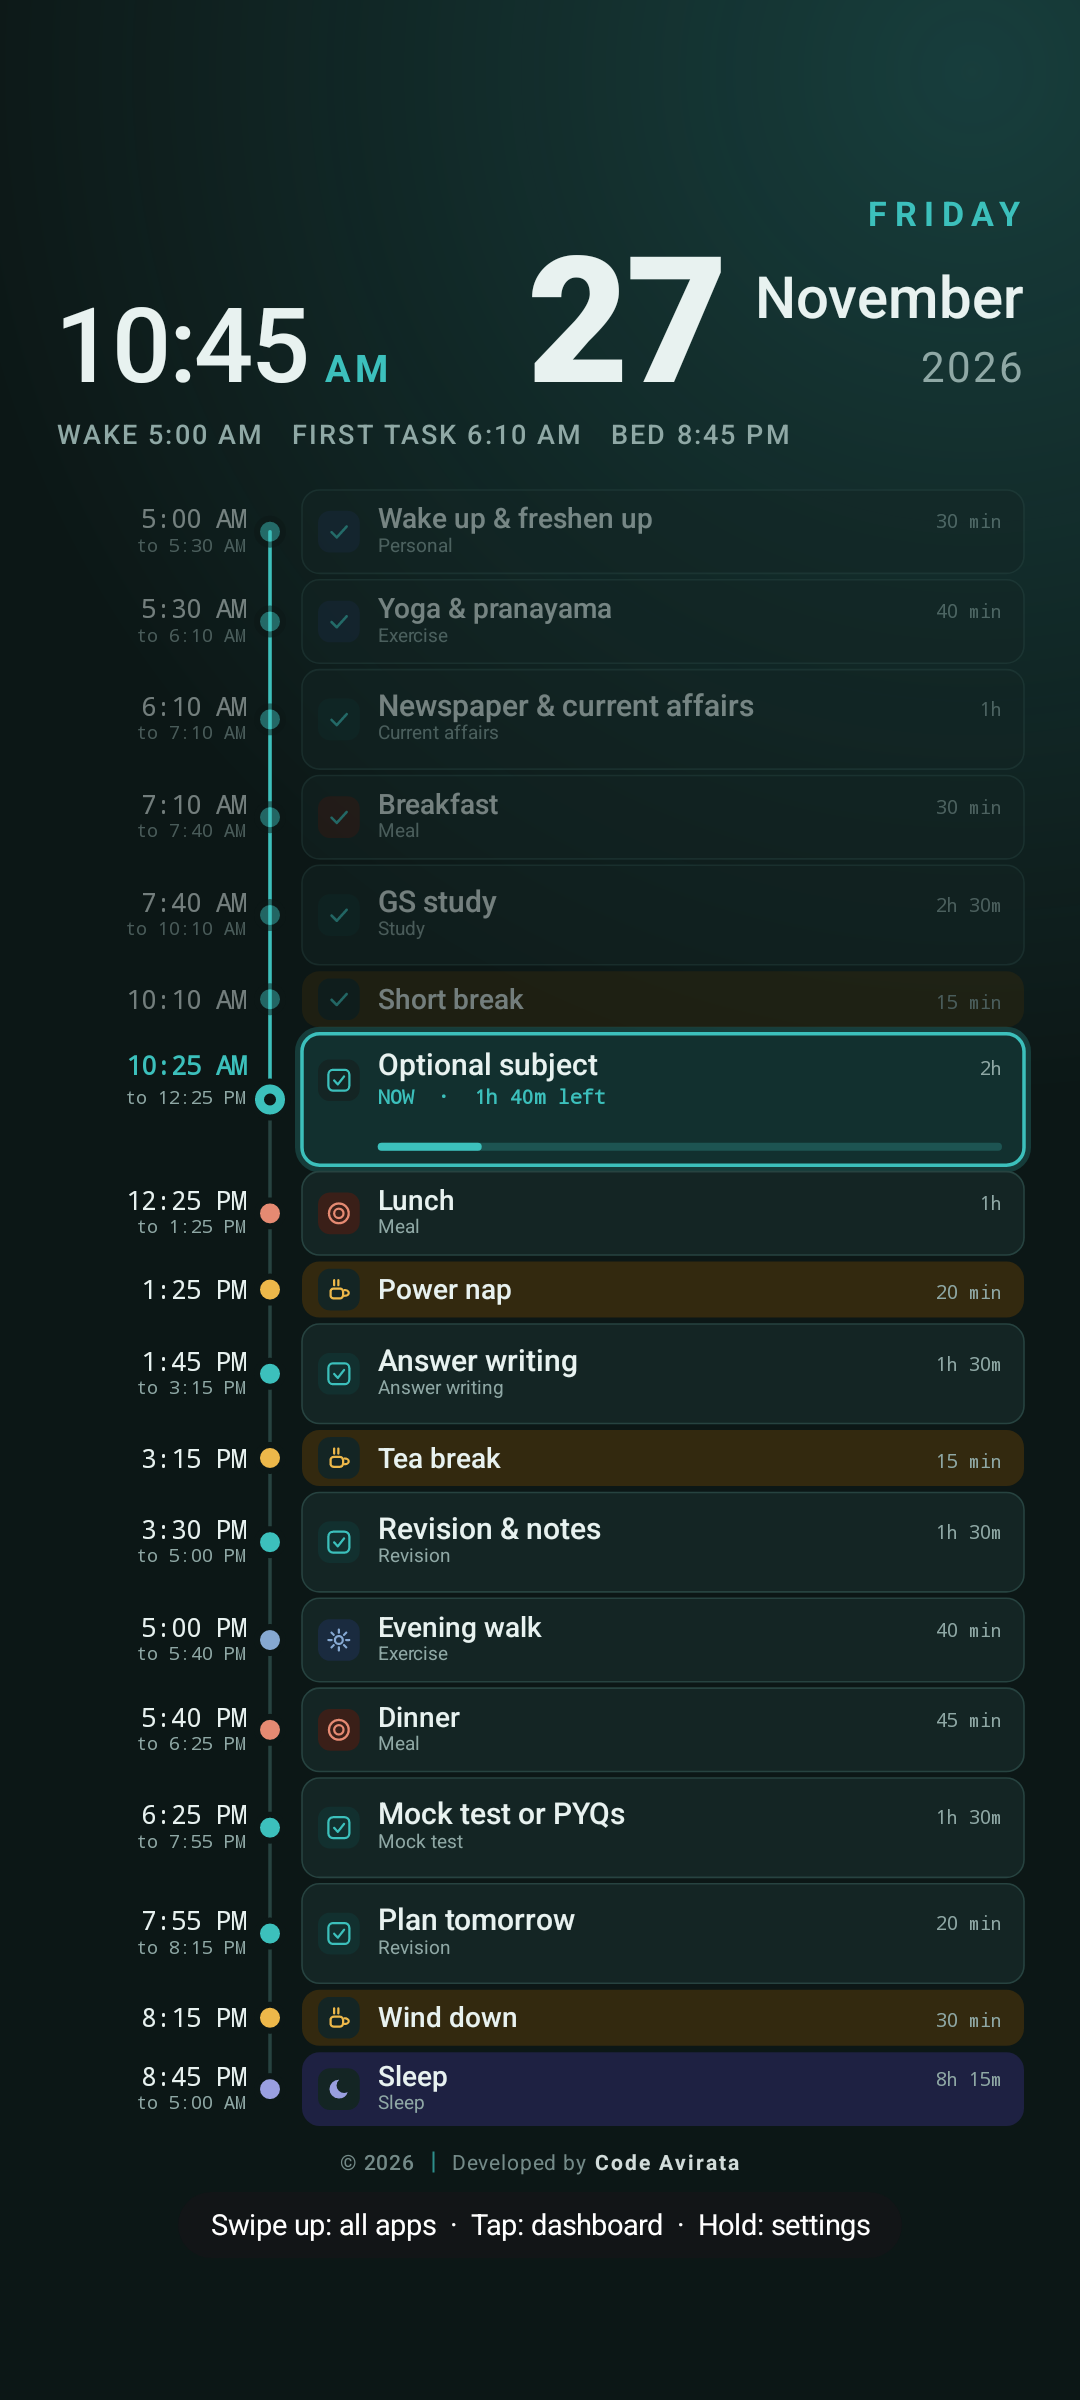 FRIDAY
10:45 AM
27 November
2026
WAKE 5:00 AM FIRST TASK 6:10 AM BED 8:45 PM
5:00 AM Wake up & freshen up 30 min
to 5:30 AM Personal
5:30 AM Yoga & pranayama 40 min
to 6:10 AM Exercise
6:10 AM Newspaper & current affairs 1h
to 7:10 AM Current affairs
7:10 AM Breakfast 30 min
to 7:40 AM Meal
7:40 AM GS study 2h 30m
to 10:10 AM Study
10:10 AM Short break 15 min
10:25 AM Optional subject 2h
to 12:25 PM NOW · 1h 40m left
12:25 PM Lunch 1h
to 1:25 PM Meal
1:25 PM Power nap 20 min
1:45 PM Answer writing 1h 30m
to 3:15 PM Answer writing
3:15 PM Tea break 15 min
3:30 PM Revision & notes 1h 30m
to 5:00 PM Revision
5:00 PM Evening walk 40 min
to 5:40 PM Exercise
5:40 PM Dinner 45 min
to 6:25 PM Meal
6:25 PM Mock test or PYQs 1h 30m
to 7:55 PM Mock test
7:55 PM Plan tomorrow 20 min
to 8:15 PM Revision
8:15 PM Wind down 30 min
8:45 PM Sleep 8h 15m
to 5:00 AM Sleep
© 2026 | Developed by Code Avirata
Swipe up: all apps · Tap: dashboard · Hold: settings